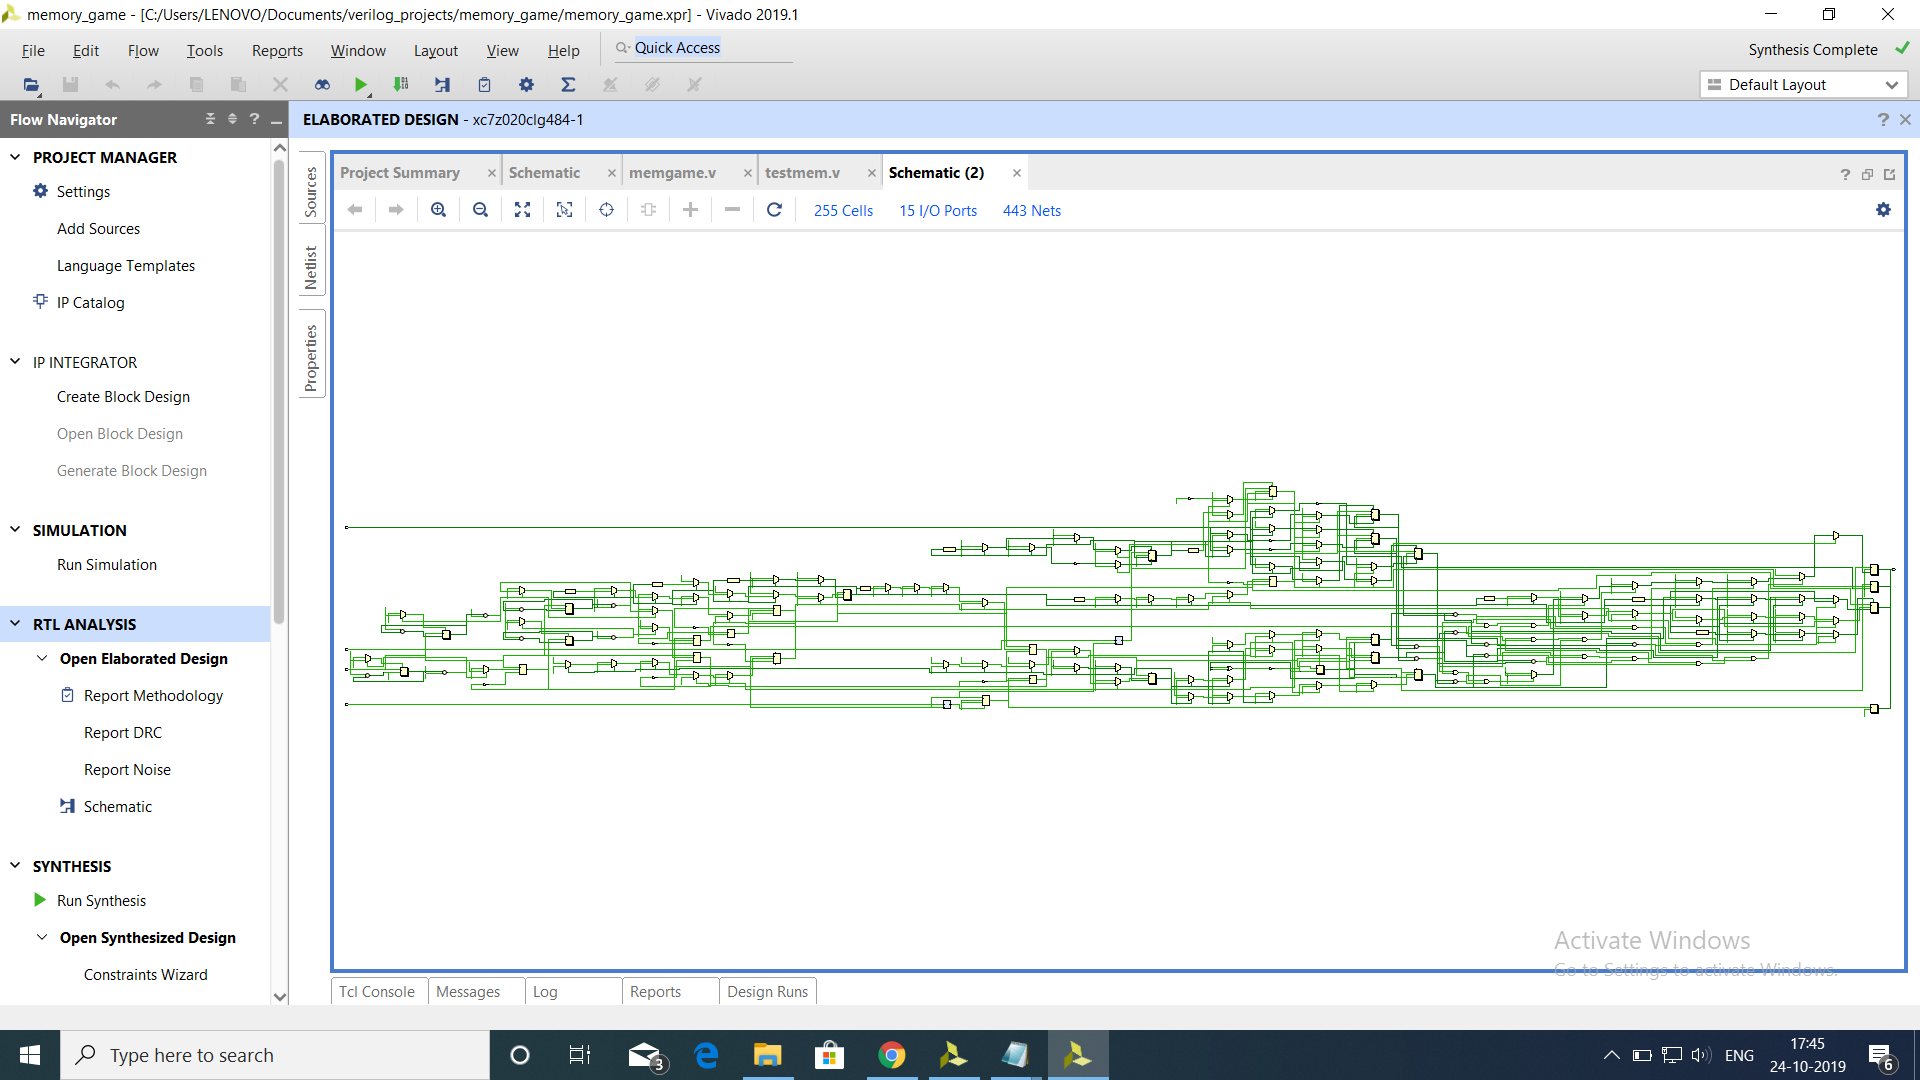 memory_game - [C:/Users/LENOVO/Documents/verilog_projects/memory_game/memory_game.xpr] - Vivado 2019.1
File Edit Flow Tools Reports Window Layout View Help Quick Access
Synthesis Complete
Default Layout
Flow Navigator
ELABORATED DESIGN - xc7z020clg484-1
PROJECT MANAGER
Settings
Add Sources
Language Templates
IP Catalog
IP INTEGRATOR
Create Block Design
Open Block Design
Generate Block Design
SIMULATION
Run Simulation
RTL ANALYSIS
Open Elaborated Design
Report Methodology
Report DRC
Report Noise
Schematic
SYNTHESIS
Run Synthesis
Open Synthesized Design
Constraints Wizard
Sources
Netlist
Properties
Project Summary Schematic memgame.v testmem.v Schematic (2)
255 Cells 15 I/O Ports 443 Nets
Activate Windows
Go to Settings to activate Windows.
Tcl Console Messages Log Reports Design Runs
Type here to search
3
ENG
17:45
24-10-2019
6